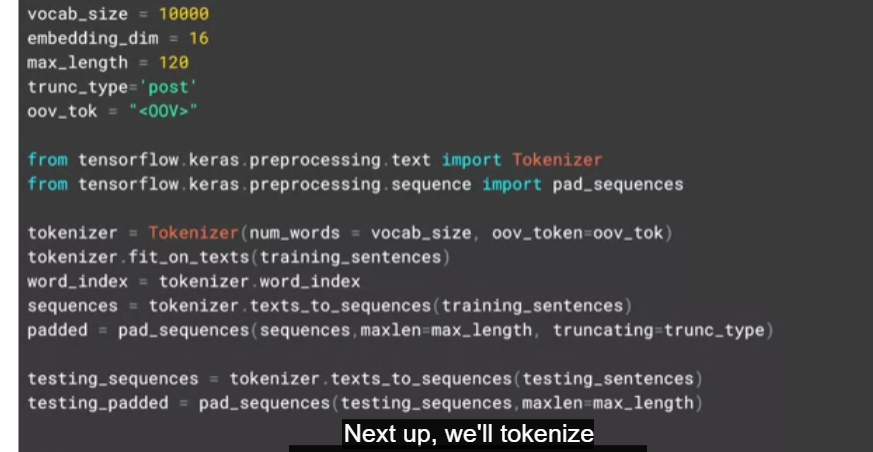 vocab_size = 10000
embedding_dim = 16
max_length = 120
trunc_type='post'
oov_tok = "<OOV>"
from tensorflow.keras.preprocessing.text import Tokenizer
from tensorflow.keras.preprocessing.sequence import pad_sequences
tokenizer = Tokenizer(num_words = vocab_size, oov_token=oov_tok)
tokenizer.fit_on_texts(training_sentences)
word_index = tokenizer.word_index
sequences = tokenizer.texts_to_sequences(training_sentences)
padded = pad_sequences(sequences,maxlen=max_length, truncating=trunc_type)
testing_sequences = tokenizer.texts_to_sequences(testing_sentences)
testing_padded = pad_sequences(testing_sequences,maxlen=max_length)
Next up, we'll tokenize